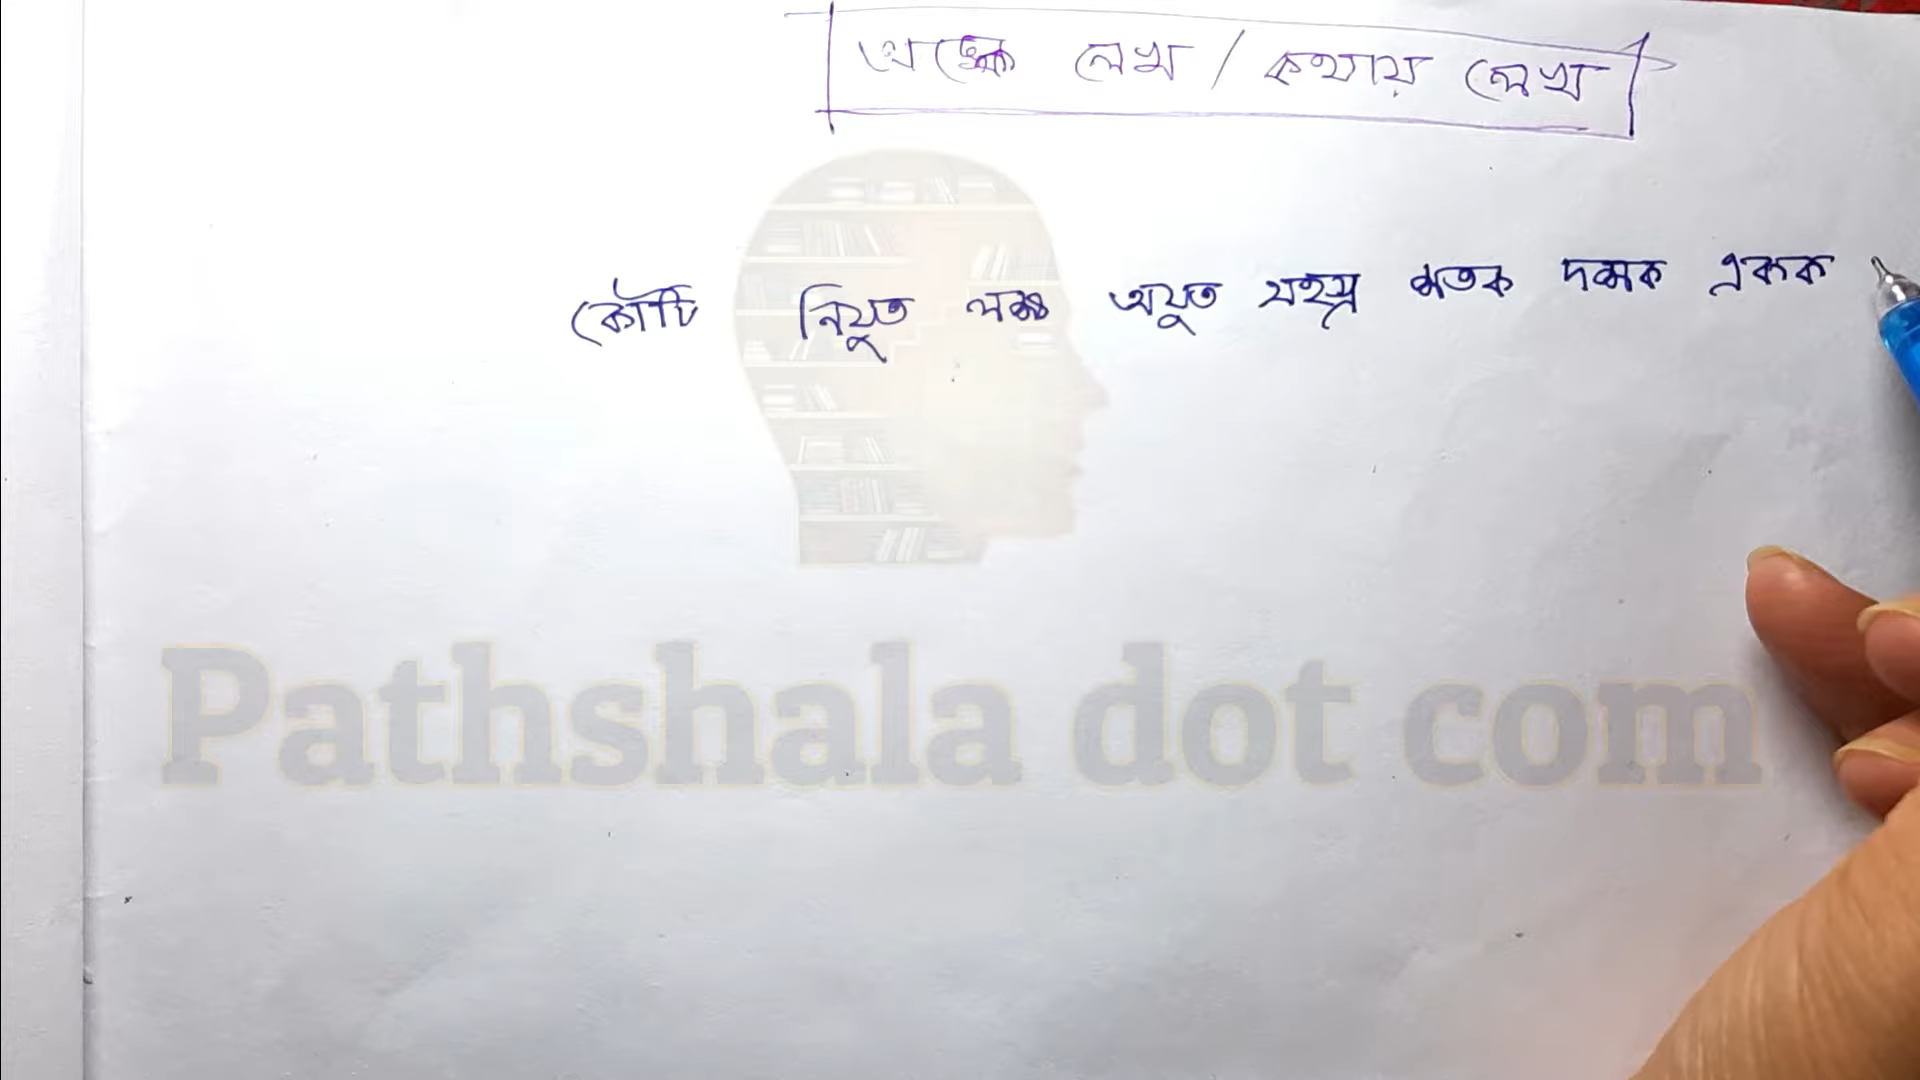 অঙ্কে লেখ / কথায় লেখ
কোটি নিযুত লক্ষ অযুত সহস্র শতক দশক একক
Pathshala dot com